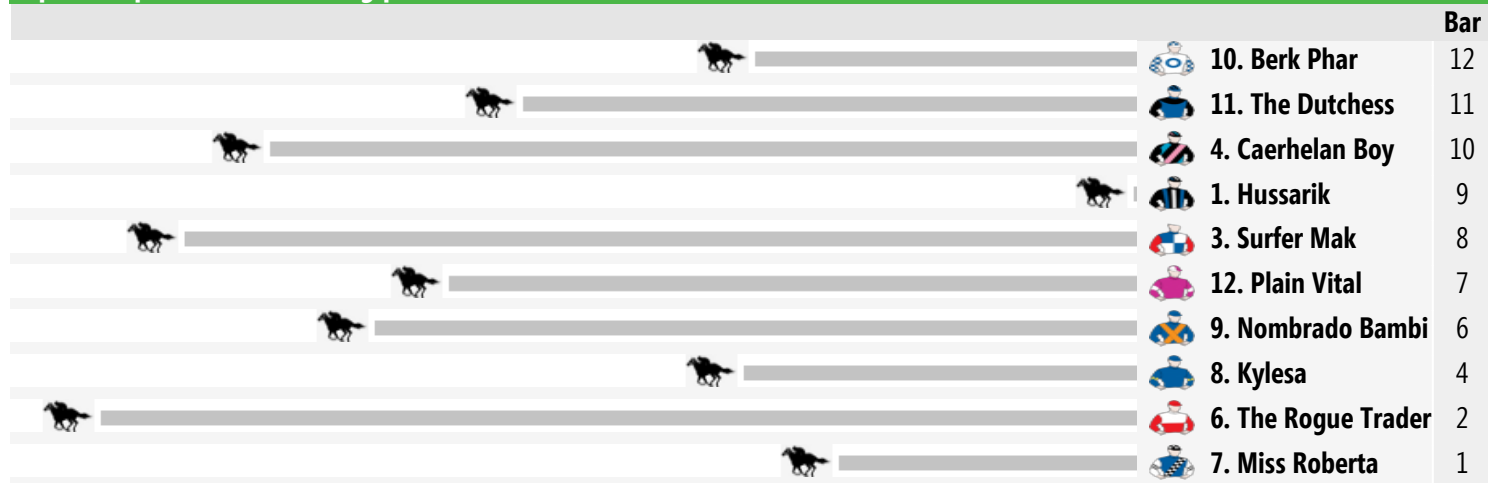 Bar
10. Berk Phar 12
11. The Dutchess 11
4. Caerhelan Boy 10
1. Hussarik 9
3. Surfer Mak 8
12. Plain Vital 7
9. Nombrado Bambi 6
8. Kylesa 4
6. The Rogue Trader 2
7. Miss Roberta 1